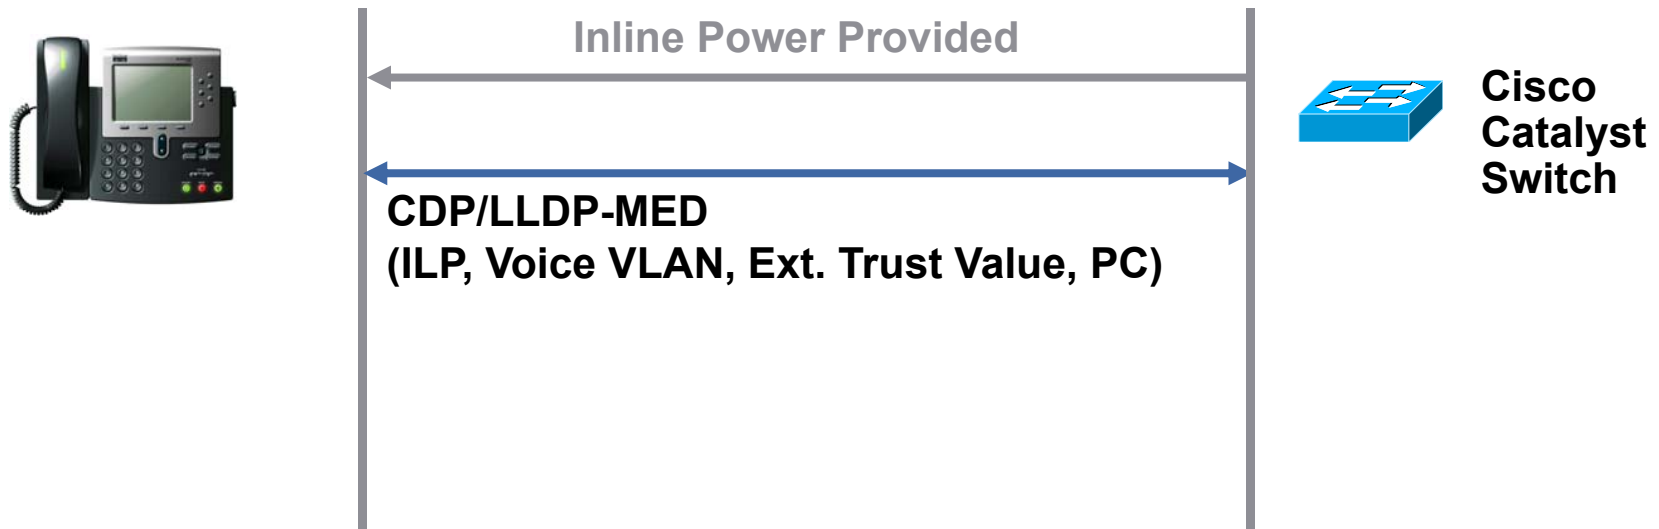 Inline Power Provided
Cisco
Catalyst
Switch
CDP/LLDP-MED
(ILP, Voice VLAN, Ext. Trust Value, PC)